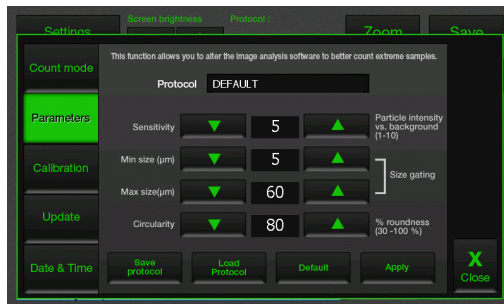 Screen brightness
Protocol :
Settings
Zoom
Save
This function allows you to alter the image analysis software to better count extreme samples.
Count mode
Parameters
Calibration
Update
Date & Time
Protocol DEFAULT
Sensitivity 5 Particle intensity
vs. background
(1-10)
Min size (µm) 5
Size gating
Max size(µm) 60
Circularity 80 % roundness
(30 -100 %)
Save
protocol
Load
Protocol
Default
Apply
X
Close